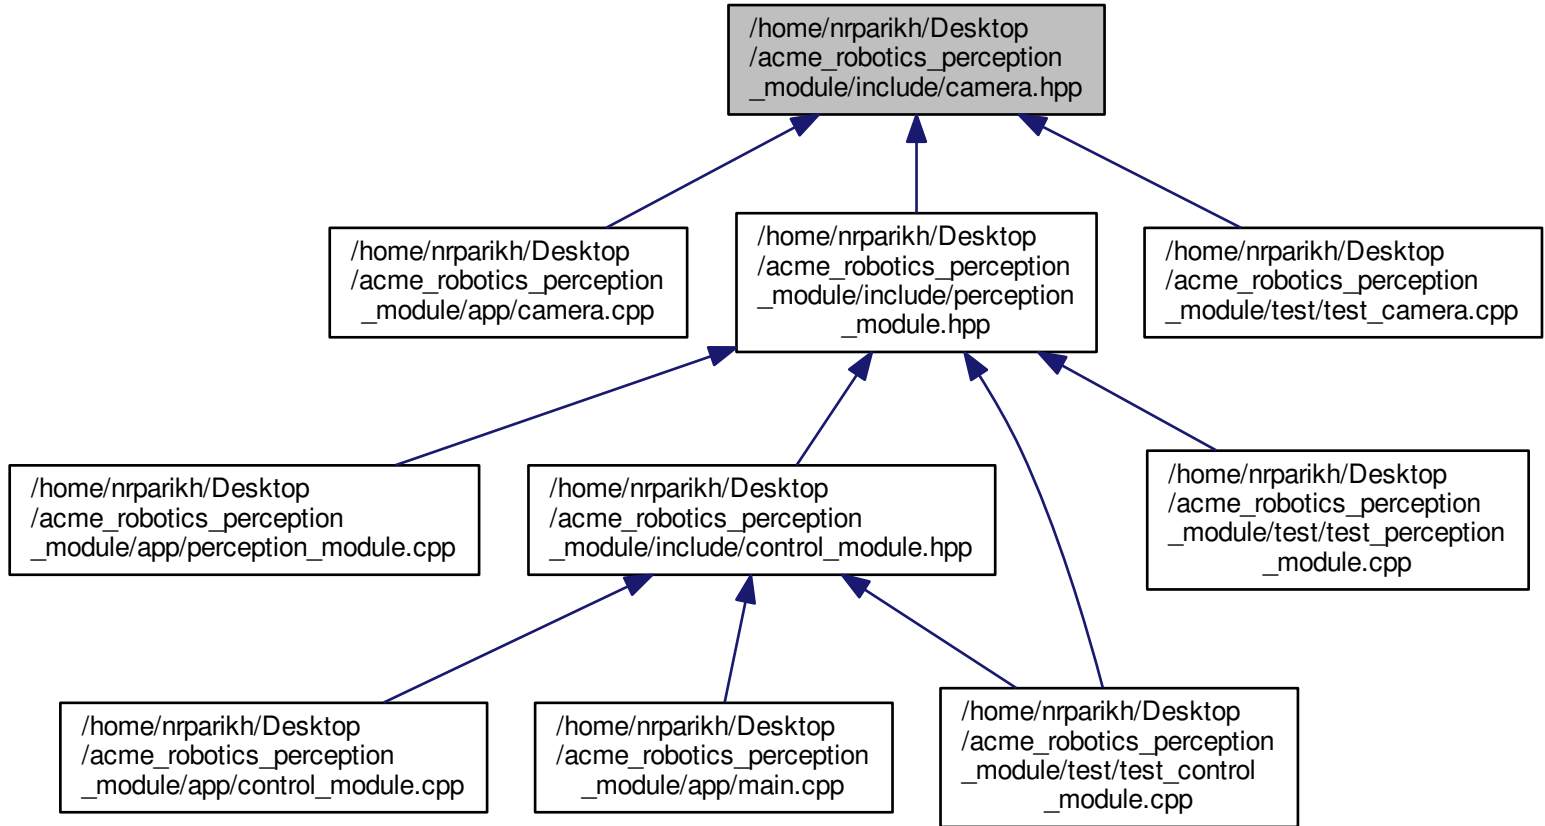 /home/nrparikh/Desktop
/acme_robotics_perception
_module/include/camera.hpp
/home/nrparikh/Desktop
/acme_robotics_perception
_module/app/camera.cpp
/home/nrparikh/Desktop
/acme_robotics_perception
_module/include/perception
_module.hpp
/home/nrparikh/Desktop
/acme_robotics_perception
_module/test/test_camera.cpp
/home/nrparikh/Desktop
/acme_robotics_perception
_module/app/perception_module.cpp
/home/nrparikh/Desktop
/acme_robotics_perception
_module/include/control_module.hpp
/home/nrparikh/Desktop
/acme_robotics_perception
_module/test/test_perception
_module.cpp
/home/nrparikh/Desktop
/acme_robotics_perception
_module/app/control_module.cpp
/home/nrparikh/Desktop
/acme_robotics_perception
_module/app/main.cpp
/home/nrparikh/Desktop
/acme_robotics_perception
_module/test/test_control
_module.cpp